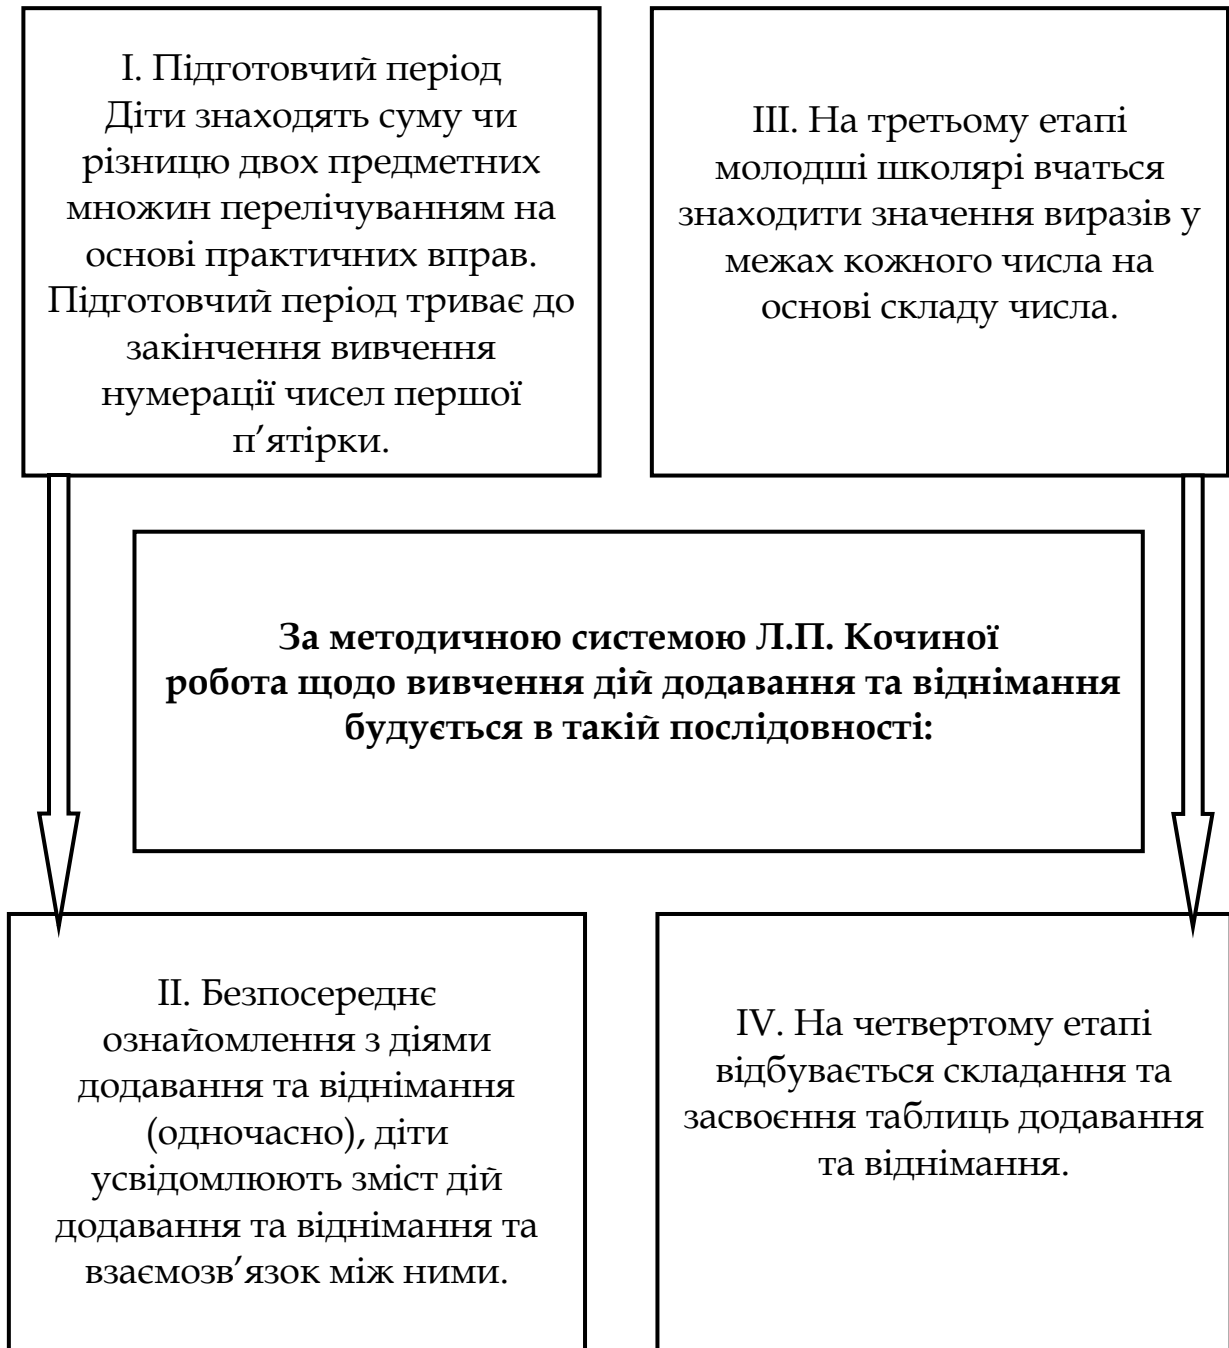 І. Підготовчий період
Діти знаходять суму чи
різницю двох предметних
множин перелічуванням на
основі практичних вправ.
Підготовчий період триває до
закінчення вивчення
нумерації чисел першої
п’ятірки.
ІІІ. На третьому етапі
молодші школярі вчаться
знаходити значення виразів у
межах кожного числа на
основі складу числа.
За методичною системою Л.П. Кочиної
робота щодо вивчення дій додавання та віднімання
будується в такій послідовності:
ІІ. Безпосереднє
ознайомлення з діями
додавання та віднімання
(одночасно), діти
усвідомлюють зміст дій
додавання та віднімання та
взаємозв’язок між ними.
IV. На четвертому етапі
відбувається складання та
засвоєння таблиць додавання
та віднімання.